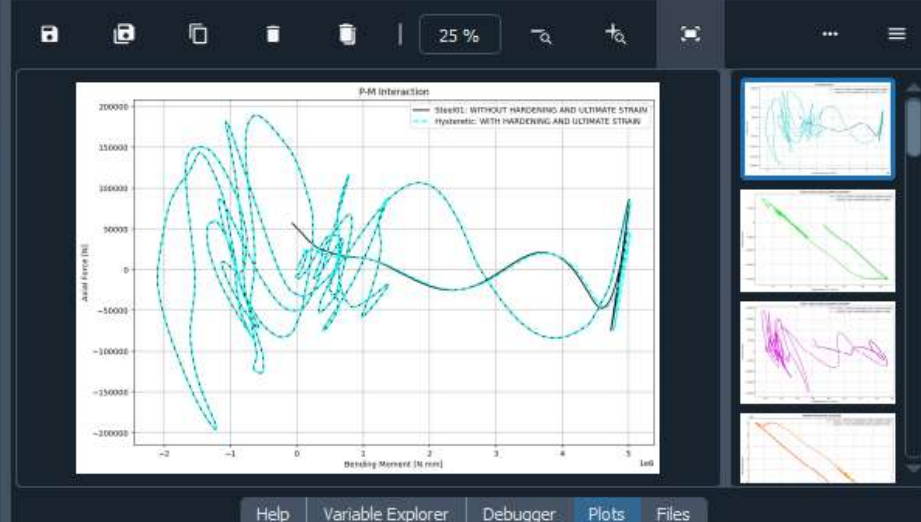 25 %
P-M Interaction
Steel01: WITHOUT HARDENING AND ULTIMATE STRAIN
Hysteretic: WITH HARDENING AND ULTIMATE STRAIN
200000
150000
100000
50000
0
−50000
−100000
−150000
−200000
Axial Force [N]
−2 −1 0 1 2 3 4 5
1e6
Bending Moment [N.mm]
Help Variable Explorer Debugger Plots Files